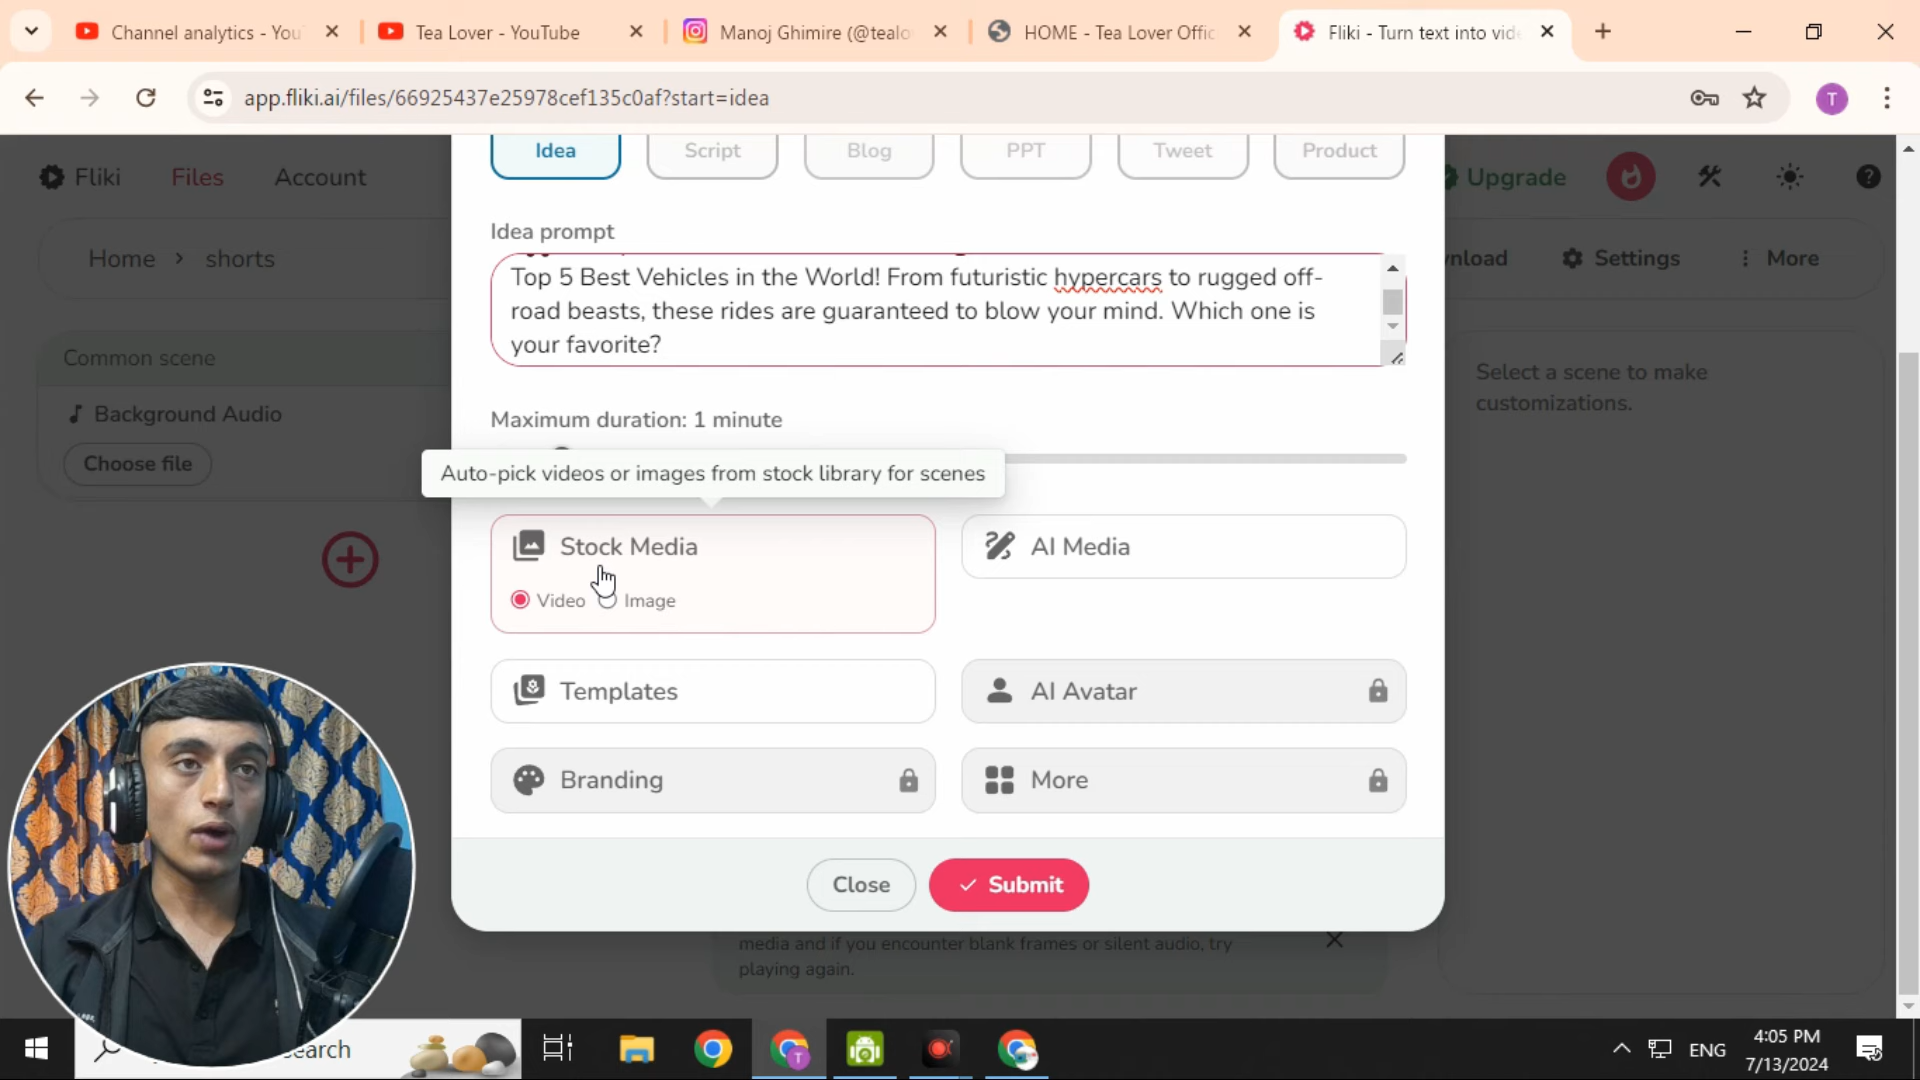 Channel analytics - You
Tea Lover - YouTube
Manoj Ghimire (@tealo
HOME - Tea Lover Offic
Fliki - Turn text into vide
app.fliki.ai/files/66925437e25978cef135c0af?start=idea
T
Fliki
Files
Account
Upgrade
Home > shorts
nload
Settings
More
Idea
Script
Blog
PPT
Tweet
Product
Idea prompt
Top 5 Best Vehicles in the World! From futuristic hypercars to rugged off-
road beasts, these rides are guaranteed to blow your mind. Which one is
your favorite?
Common scene
Background Audio
Choose file
Select a scene to make
customizations.
Maximum duration: 1 minute
Auto-pick videos or images from stock library for scenes
Stock Media
Video
Image
AI Media
Templates
AI Avatar
Branding
More
Close
Submit
media and if you encounter blank frames or silent audio, try
playing again.
earch
ENG
4:05 PM
7/13/2024